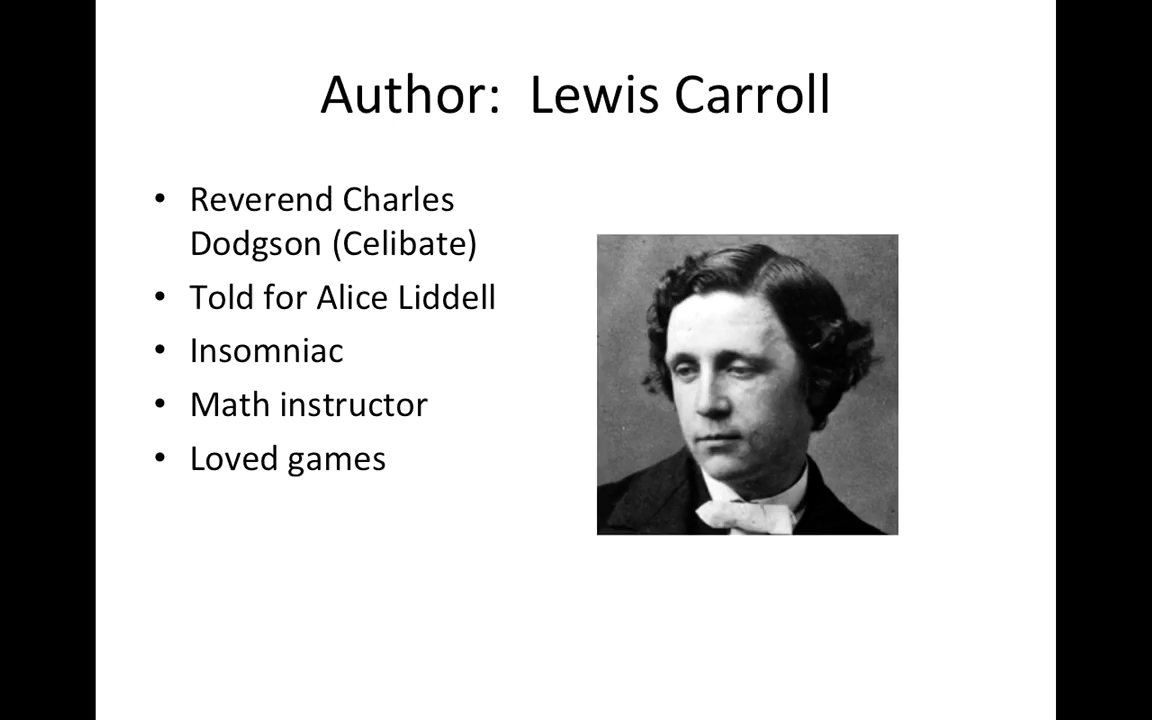 Author:  Lewis Carroll
• Reverend Charles
Dodgson (Celibate)
• Told for Alice Liddell
• Insomniac
• Math instructor
• Loved games